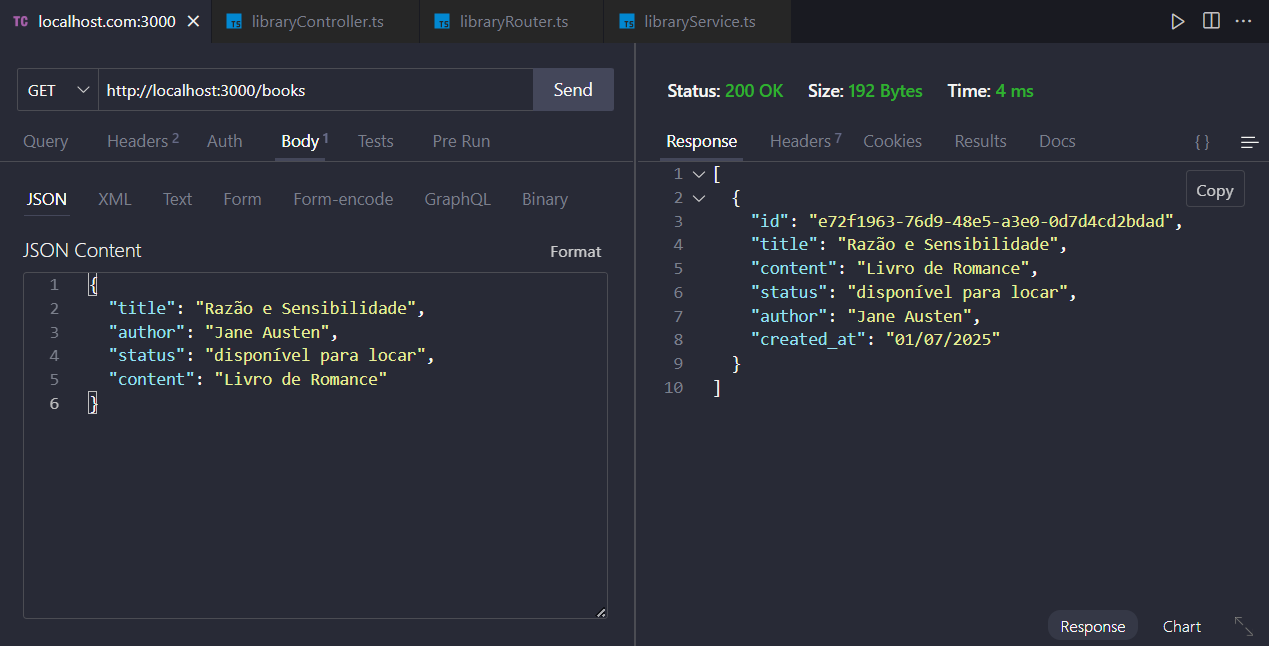 TC localhost.com:3000
TS libraryController.ts
TS libraryRouter.ts
TS libraryService.ts
GET http://localhost:3000/books Send
Query Headers 2 Auth Body 1 Tests Pre Run
JSON XML Text Form Form-encode GraphQL Binary
JSON Content Format
1 {
2 "title": "Razão e Sensibilidade",
3 "author": "Jane Austen",
4 "status": "disponível para locar",
5 "content": "Livro de Romance"
6 }
Status: 200 OK Size: 192 Bytes Time: 4 ms
Response Headers 7 Cookies Results Docs { }
Copy
1 [
2 {
3 "id": "e72f1963-76d9-48e5-a3e0-0d7d4cd2bdad",
4 "title": "Razão e Sensibilidade",
5 "content": "Livro de Romance",
6 "status": "disponível para locar",
7 "author": "Jane Austen",
8 "created_at": "01/07/2025"
9 }
10 ]
Response Chart